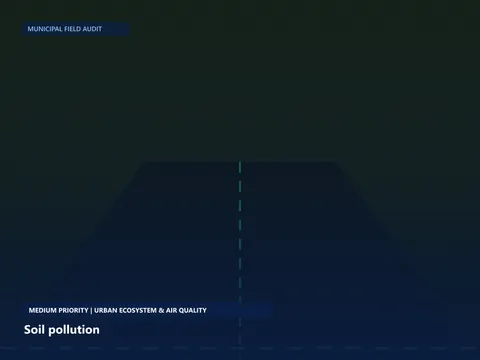 MUNICIPAL FIELD AUDIT
MEDIUM PRIORITY | URBAN ECOSYSTEM & AIR QUALITY
Soil pollution